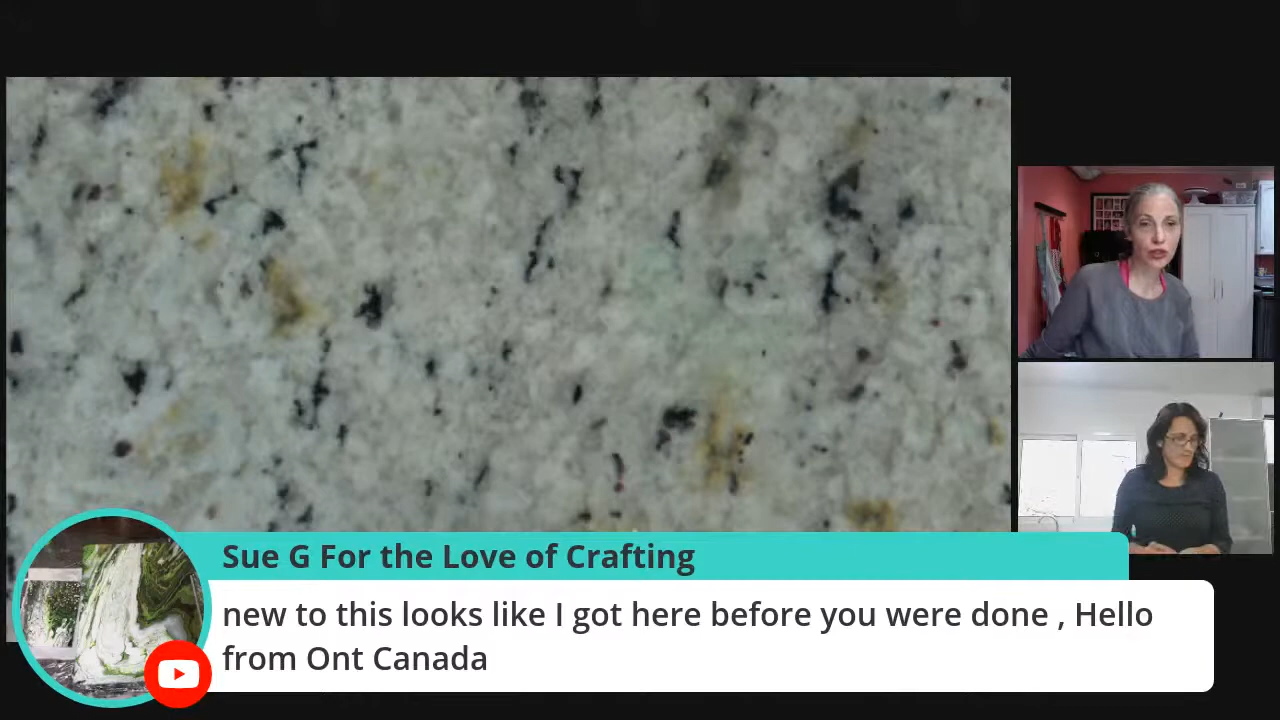 Sue G For the Love of Crafting
new to this looks like I got here before you were done , Hello
from Ont Canada